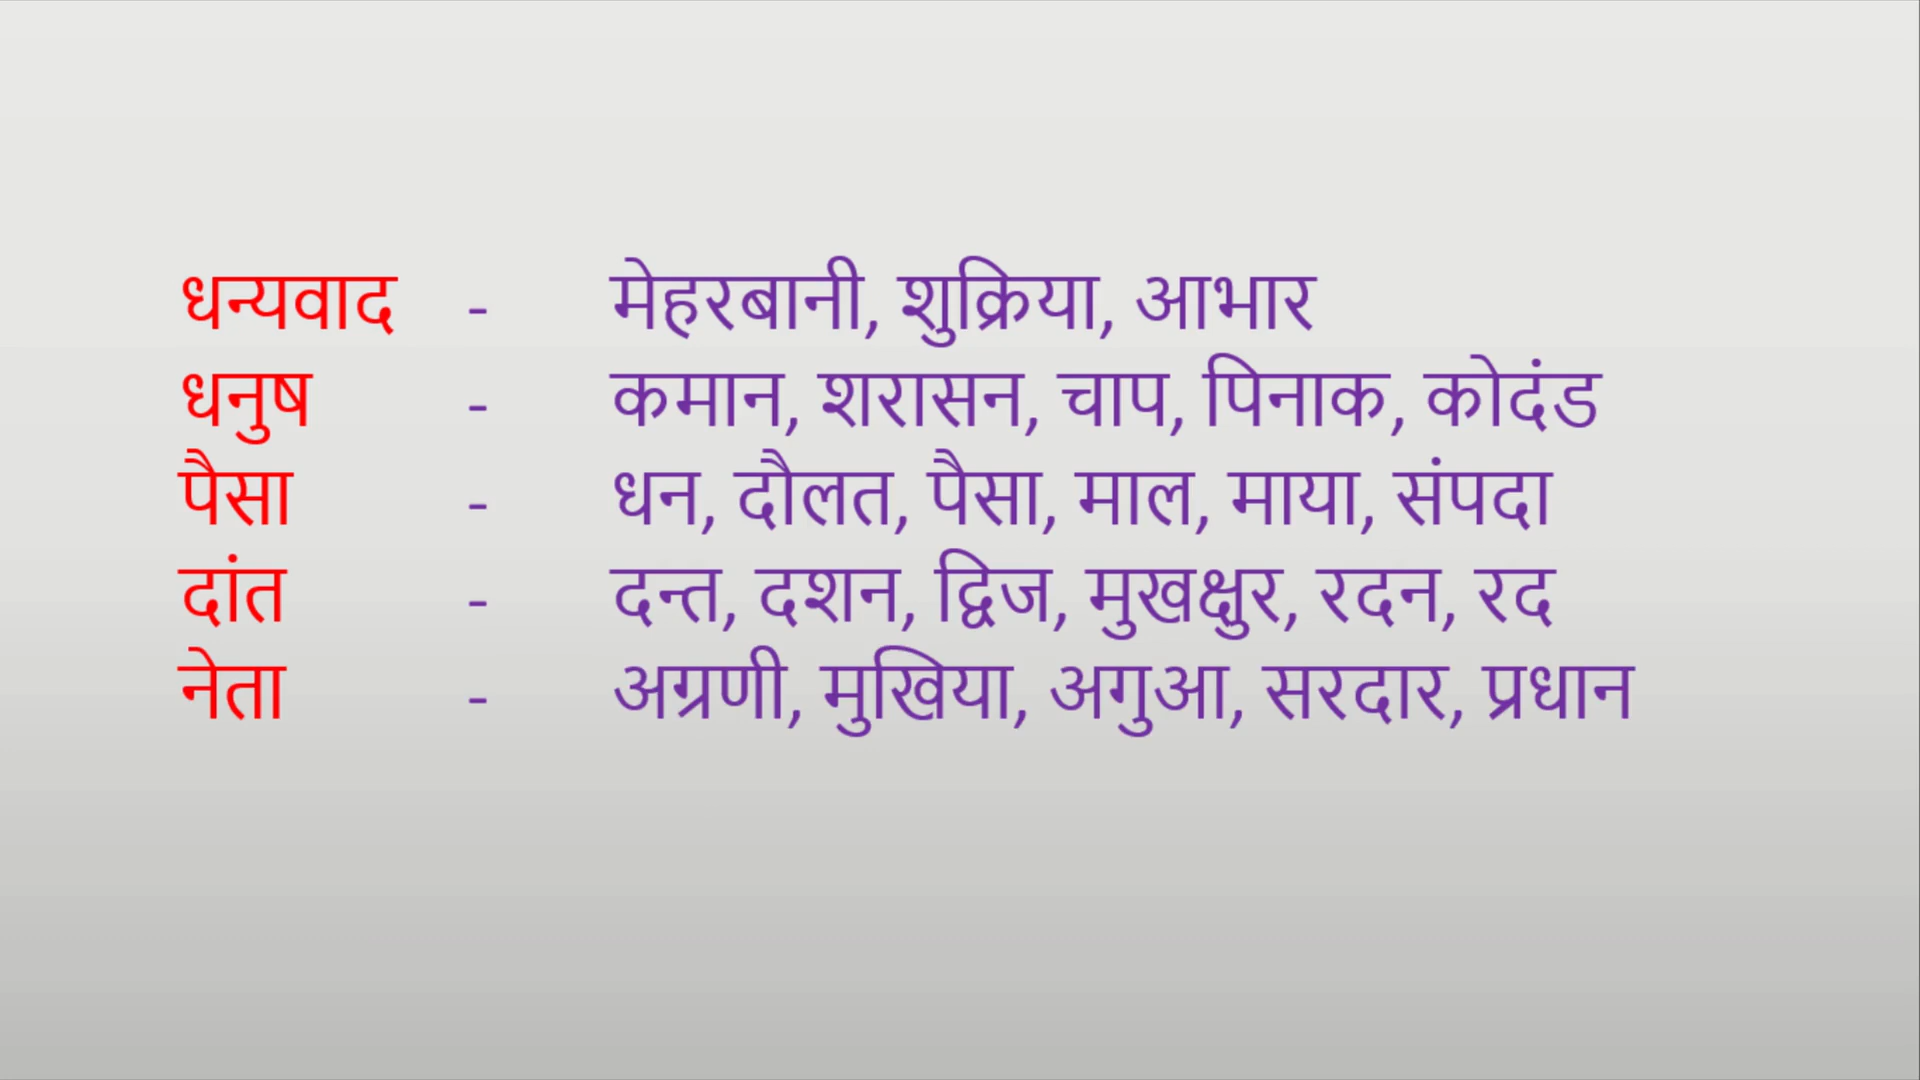 धन्यवाद - मेहरबानी, शुक्रिया, आभार
धनुष - कमान, शरासन, चाप, पिनाक, कोदंड
पैसा - धन, दौलत, पैसा, माल, माया, संपदा
दांत - दन्त, दशन, द्विज, मुखक्षुर, रदन, रद
नेता - अग्रणी, मुखिया, अगुआ, सरदार, प्रधान